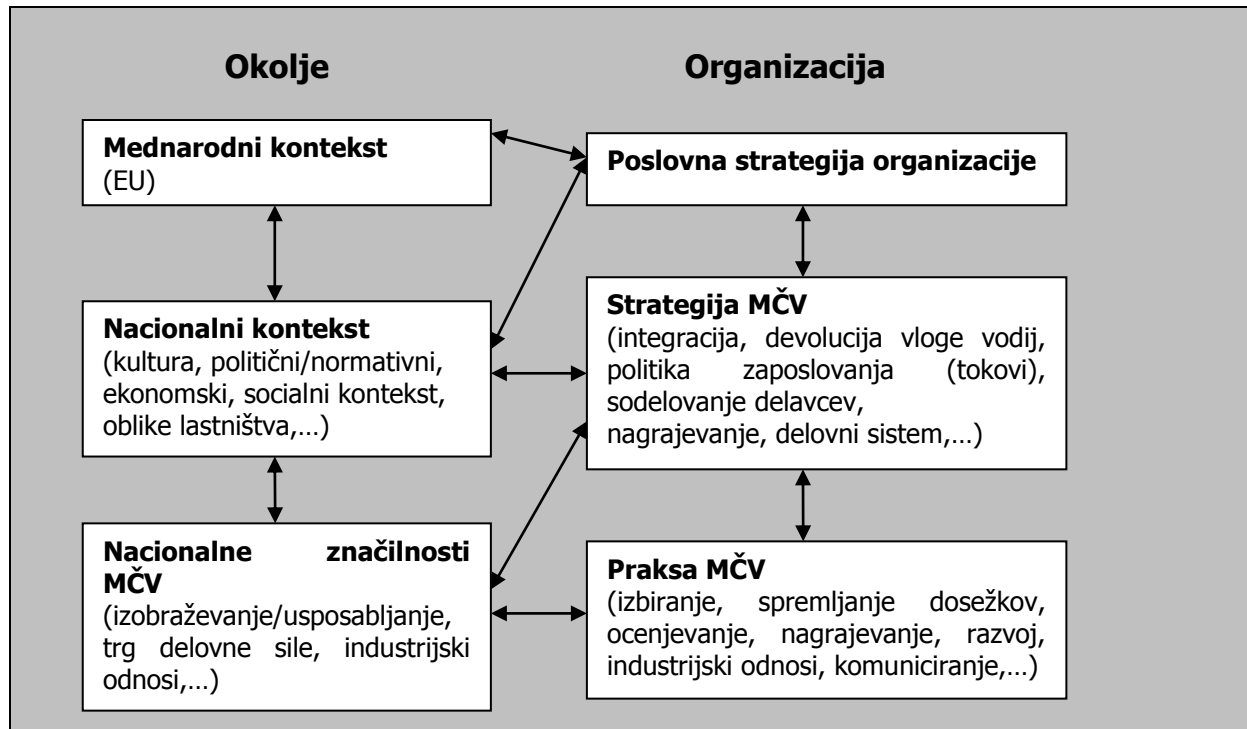 Okolje
Organizacija
Mednarodni kontekst
(EU)
Poslovna strategija organizacije
Nacionalni kontekst
(kultura, politični/normativni,
ekonomski, socialni kontekst,
oblike lastništva,...)
Strategija MČV
(integracija, devolucija vloge vodij,
politika zaposlovanja (tokovi),
sodelovanje delavcev,
nagrajevanje, delovni sistem,...)
Nacionalne značilnosti
MČV
(izobraževanje/usposabljanje,
trg delovne sile, industrijski
odnosi,...)
Praksa MČV
(izbiranje, spremljanje dosežkov,
ocenjevanje, nagrajevanje, razvoj,
industrijski odnosi, komuniciranje,...)